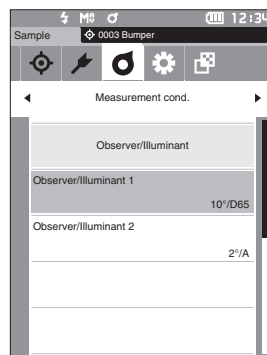 M 12:34
Sample 0003 Bumper
Measurement cond.
Observer/Illuminant
Observer/Illuminant 1
10°/D65
Observer/Illuminant 2
2°/A